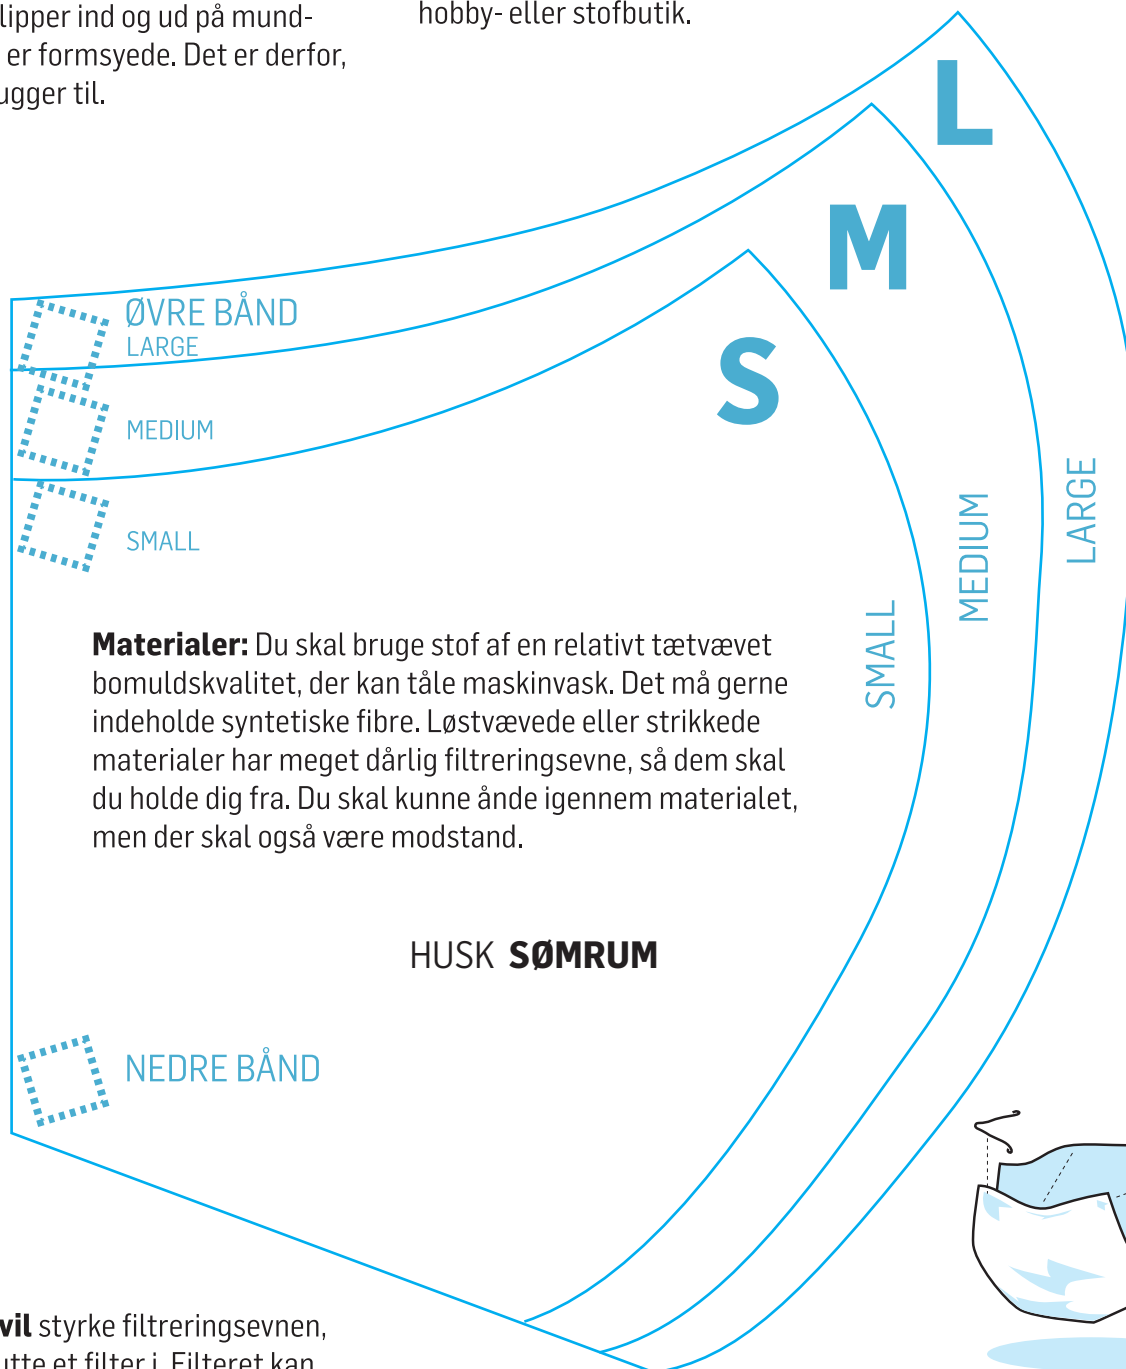 lipper ind og ud på mund-
er formsyede. Det er derfor,
til.
hobby- eller stofbutik.
L
M
S
ØVRE BÅND
LARGE
MEDIUM
SMALL
SMALL
MEDIUM
LARGE
Materialer: Du skal bruge stof af en relativt tætvævet
bomuldskvalitet, der kan tåle maskinvask. Det må gerne
indeholde syntetiske fibre. Løstvævede eller strikkede
materialer har meget dårlig filtreringsevne, så dem skal
du holde dig fra. Du skal kunne ånde igennem materialet,
men der skal også være modstand.
HUSK SØMRUM
NEDRE BÅND
vil styrke filtreringsevnen,
et filter i. Filteret kan